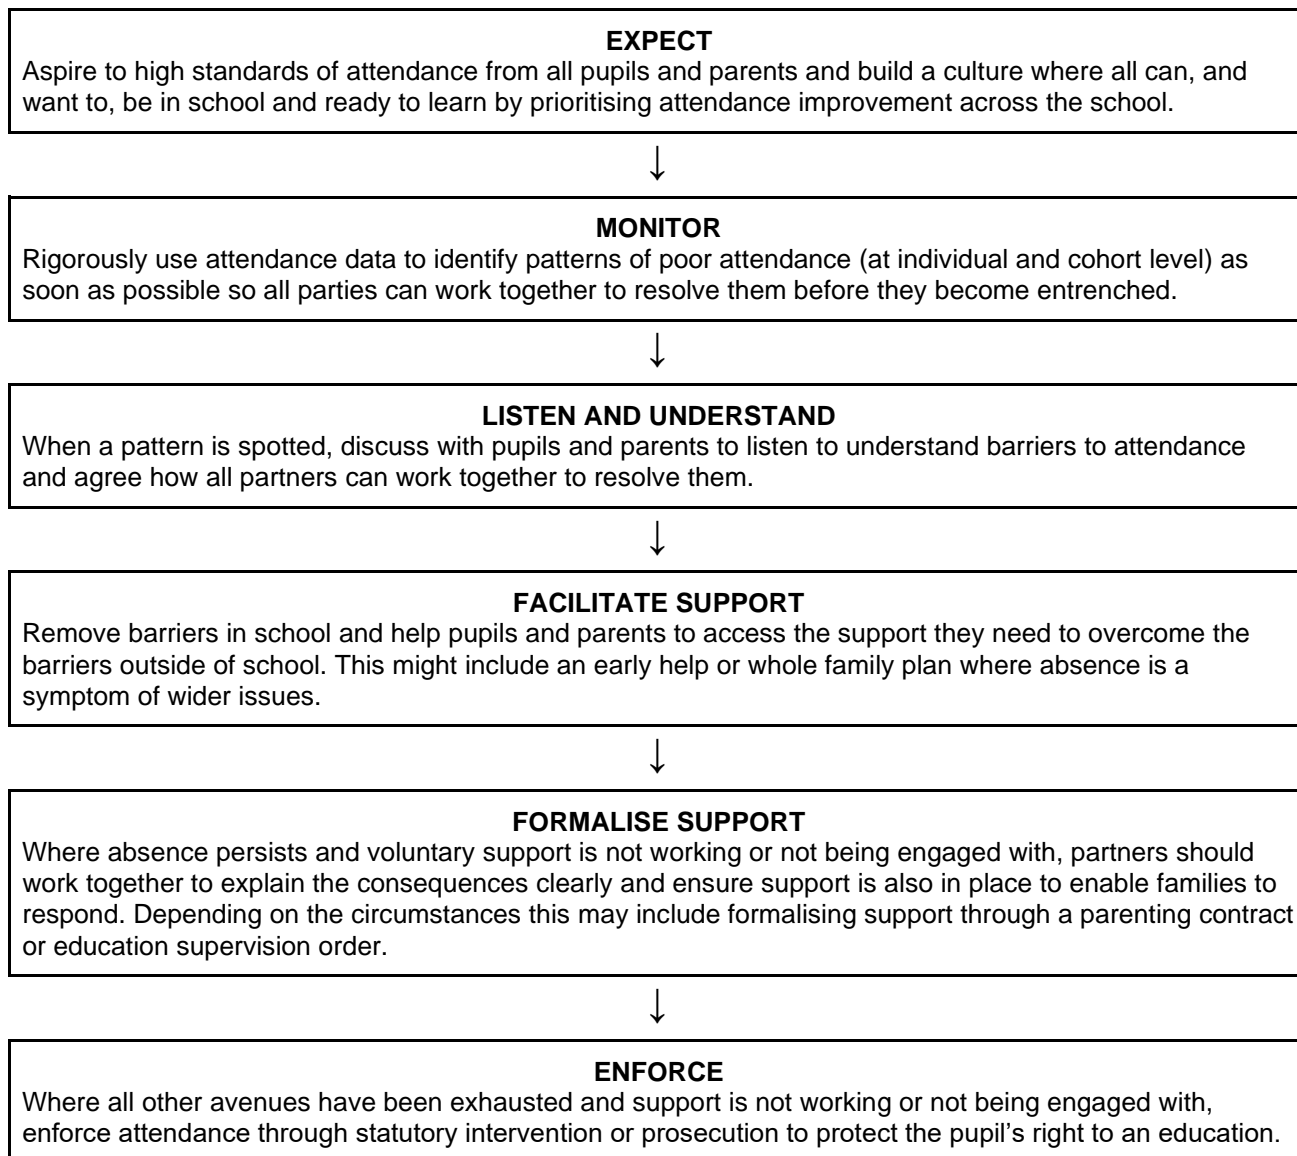 EXPECT
Aspire to high standards of attendance from all pupils and parents and build a culture where all can, and
want to, be in school and ready to learn by prioritising attendance improvement across the school.
↓
MONITOR
Rigorously use attendance data to identify patterns of poor attendance (at individual and cohort level) as
soon as possible so all parties can work together to resolve them before they become entrenched.
↓
LISTEN AND UNDERSTAND
When a pattern is spotted, discuss with pupils and parents to listen to understand barriers to attendance
and agree how all partners can work together to resolve them.
↓
FACILITATE SUPPORT
Remove barriers in school and help pupils and parents to access the support they need to overcome the
barriers outside of school. This might include an early help or whole family plan where absence is a
symptom of wider issues.
↓
FORMALISE SUPPORT
Where absence persists and voluntary support is not working or not being engaged with, partners should
work together to explain the consequences clearly and ensure support is also in place to enable families to
respond. Depending on the circumstances this may include formalising support through a parenting contract
or education supervision order.
↓
ENFORCE
Where all other avenues have been exhausted and support is not working or not being engaged with,
enforce attendance through statutory intervention or prosecution to protect the pupil’s right to an education.